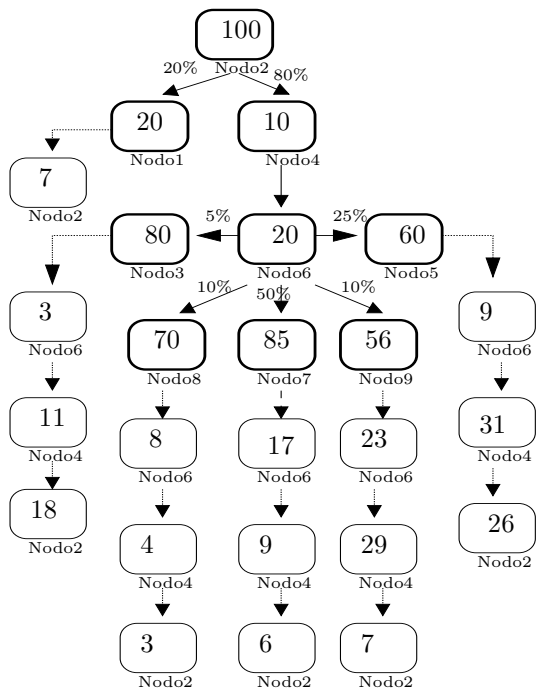 100
Nodo2
20% 80%
20 10
Nodo1 Nodo4
7
Nodo2
5% 25%
80 20 60
Nodo3 Nodo6 Nodo5
10% 50% 10%
3 9
Nodo6 Nodo6
70 85 56
Nodo8 Nodo7 Nodo9
11 31
Nodo4 Nodo4
8 17 23
Nodo6 Nodo6 Nodo6
18 26
Nodo2 Nodo2
4 9 29
Nodo4 Nodo4 Nodo4
3 6 7
Nodo2 Nodo2 Nodo2